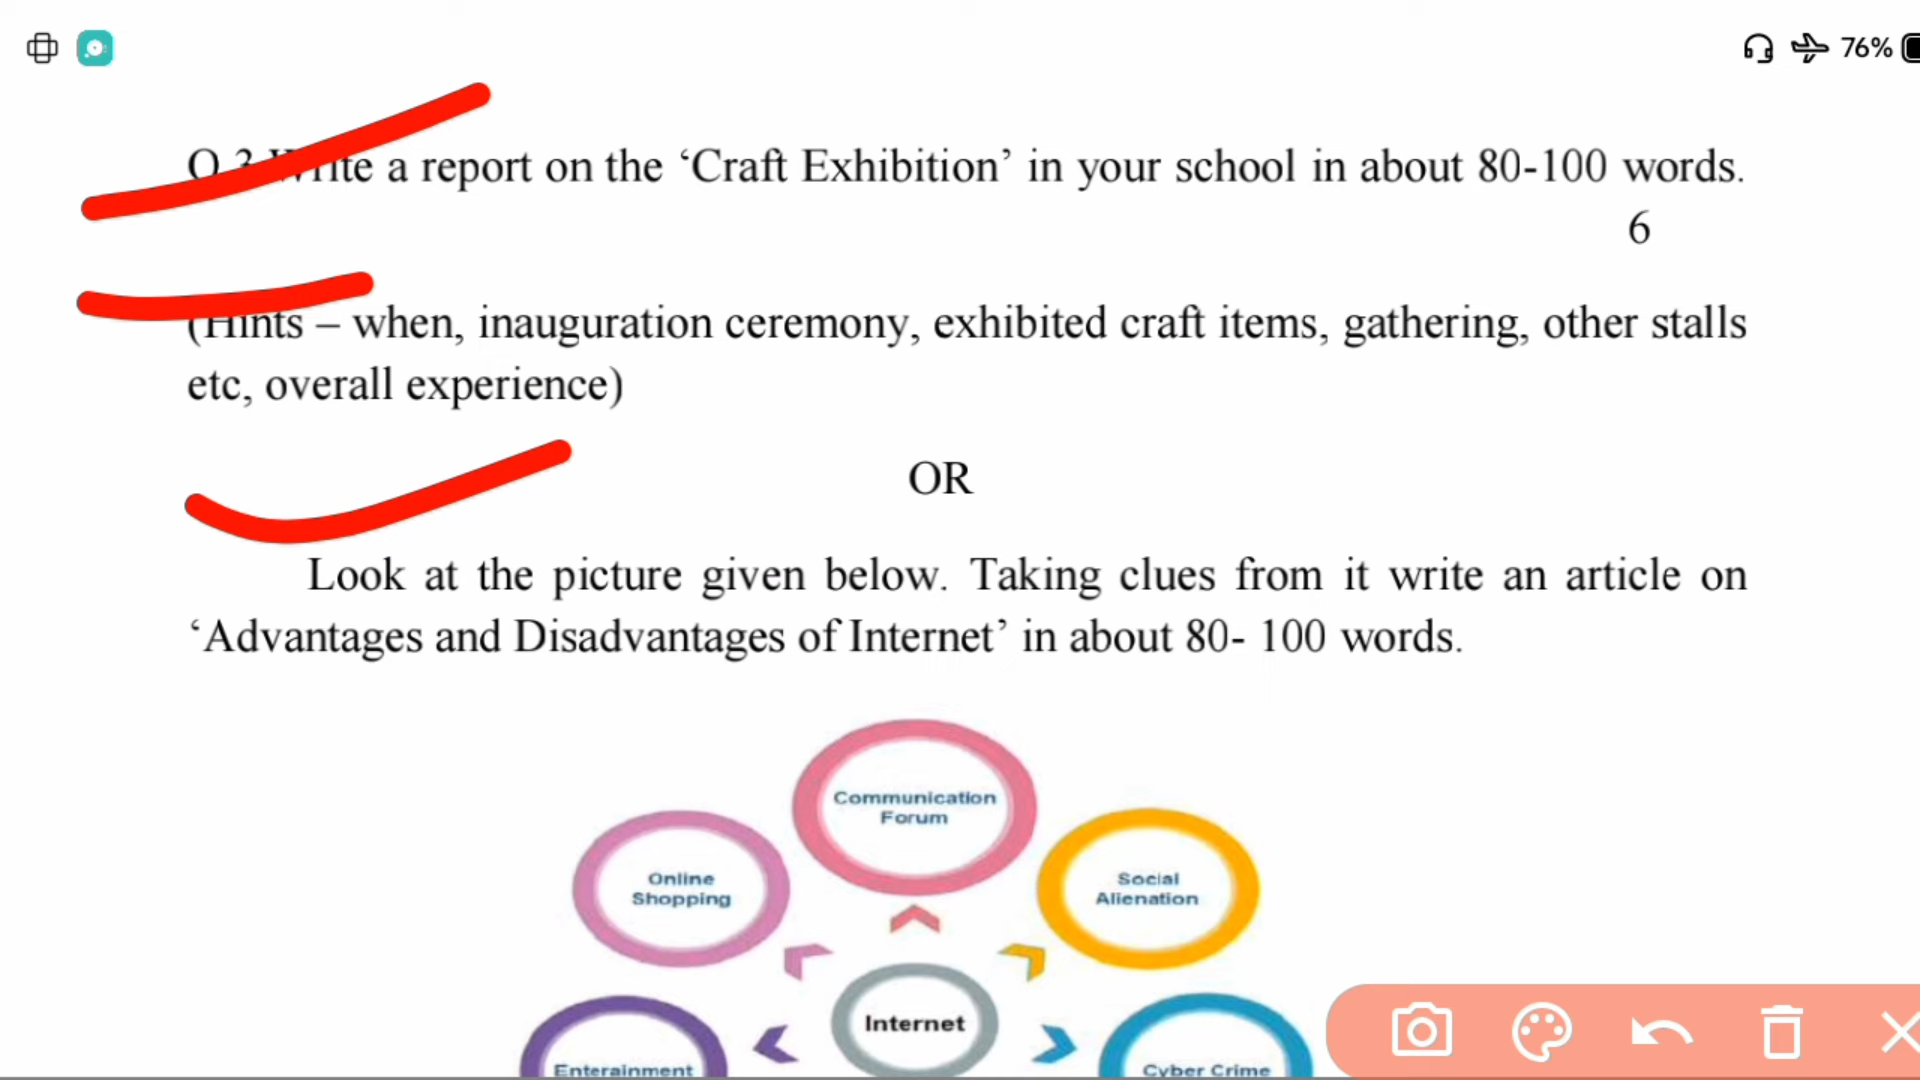 76%
Q.3 Write a report on the ‘Craft Exhibition’ in your school in about 80-100 words.
6
(Hints – when, inauguration ceremony, exhibited craft items, gathering, other stalls
etc, overall experience)
OR
Look at the picture given below. Taking clues from it write an article on
‘Advantages and Disadvantages of Internet’ in about 80- 100 words.
Communication
Forum
Online
Shopping
Social
Alienation
Internet
Enterainment
Cyber Crime